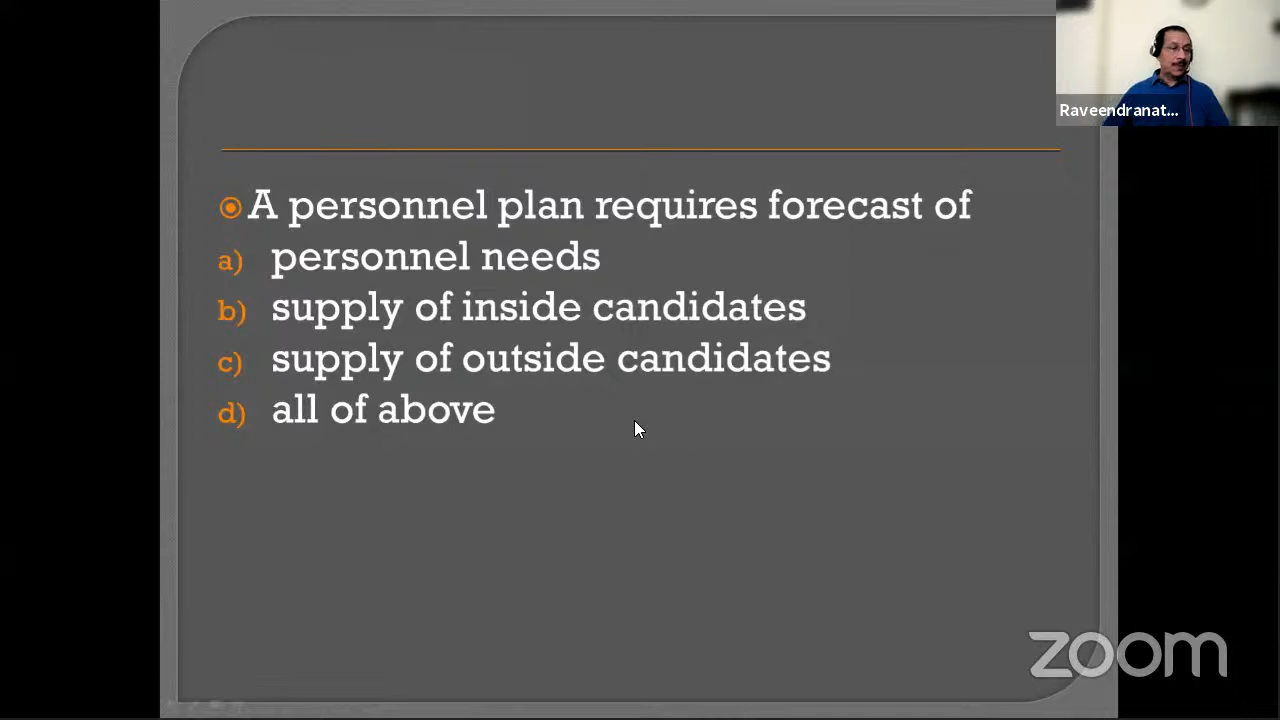 Raveendranat...
A personnel plan requires forecast of
a) personnel needs
b) supply of inside candidates
c) supply of outside candidates
d) all of above
zoom